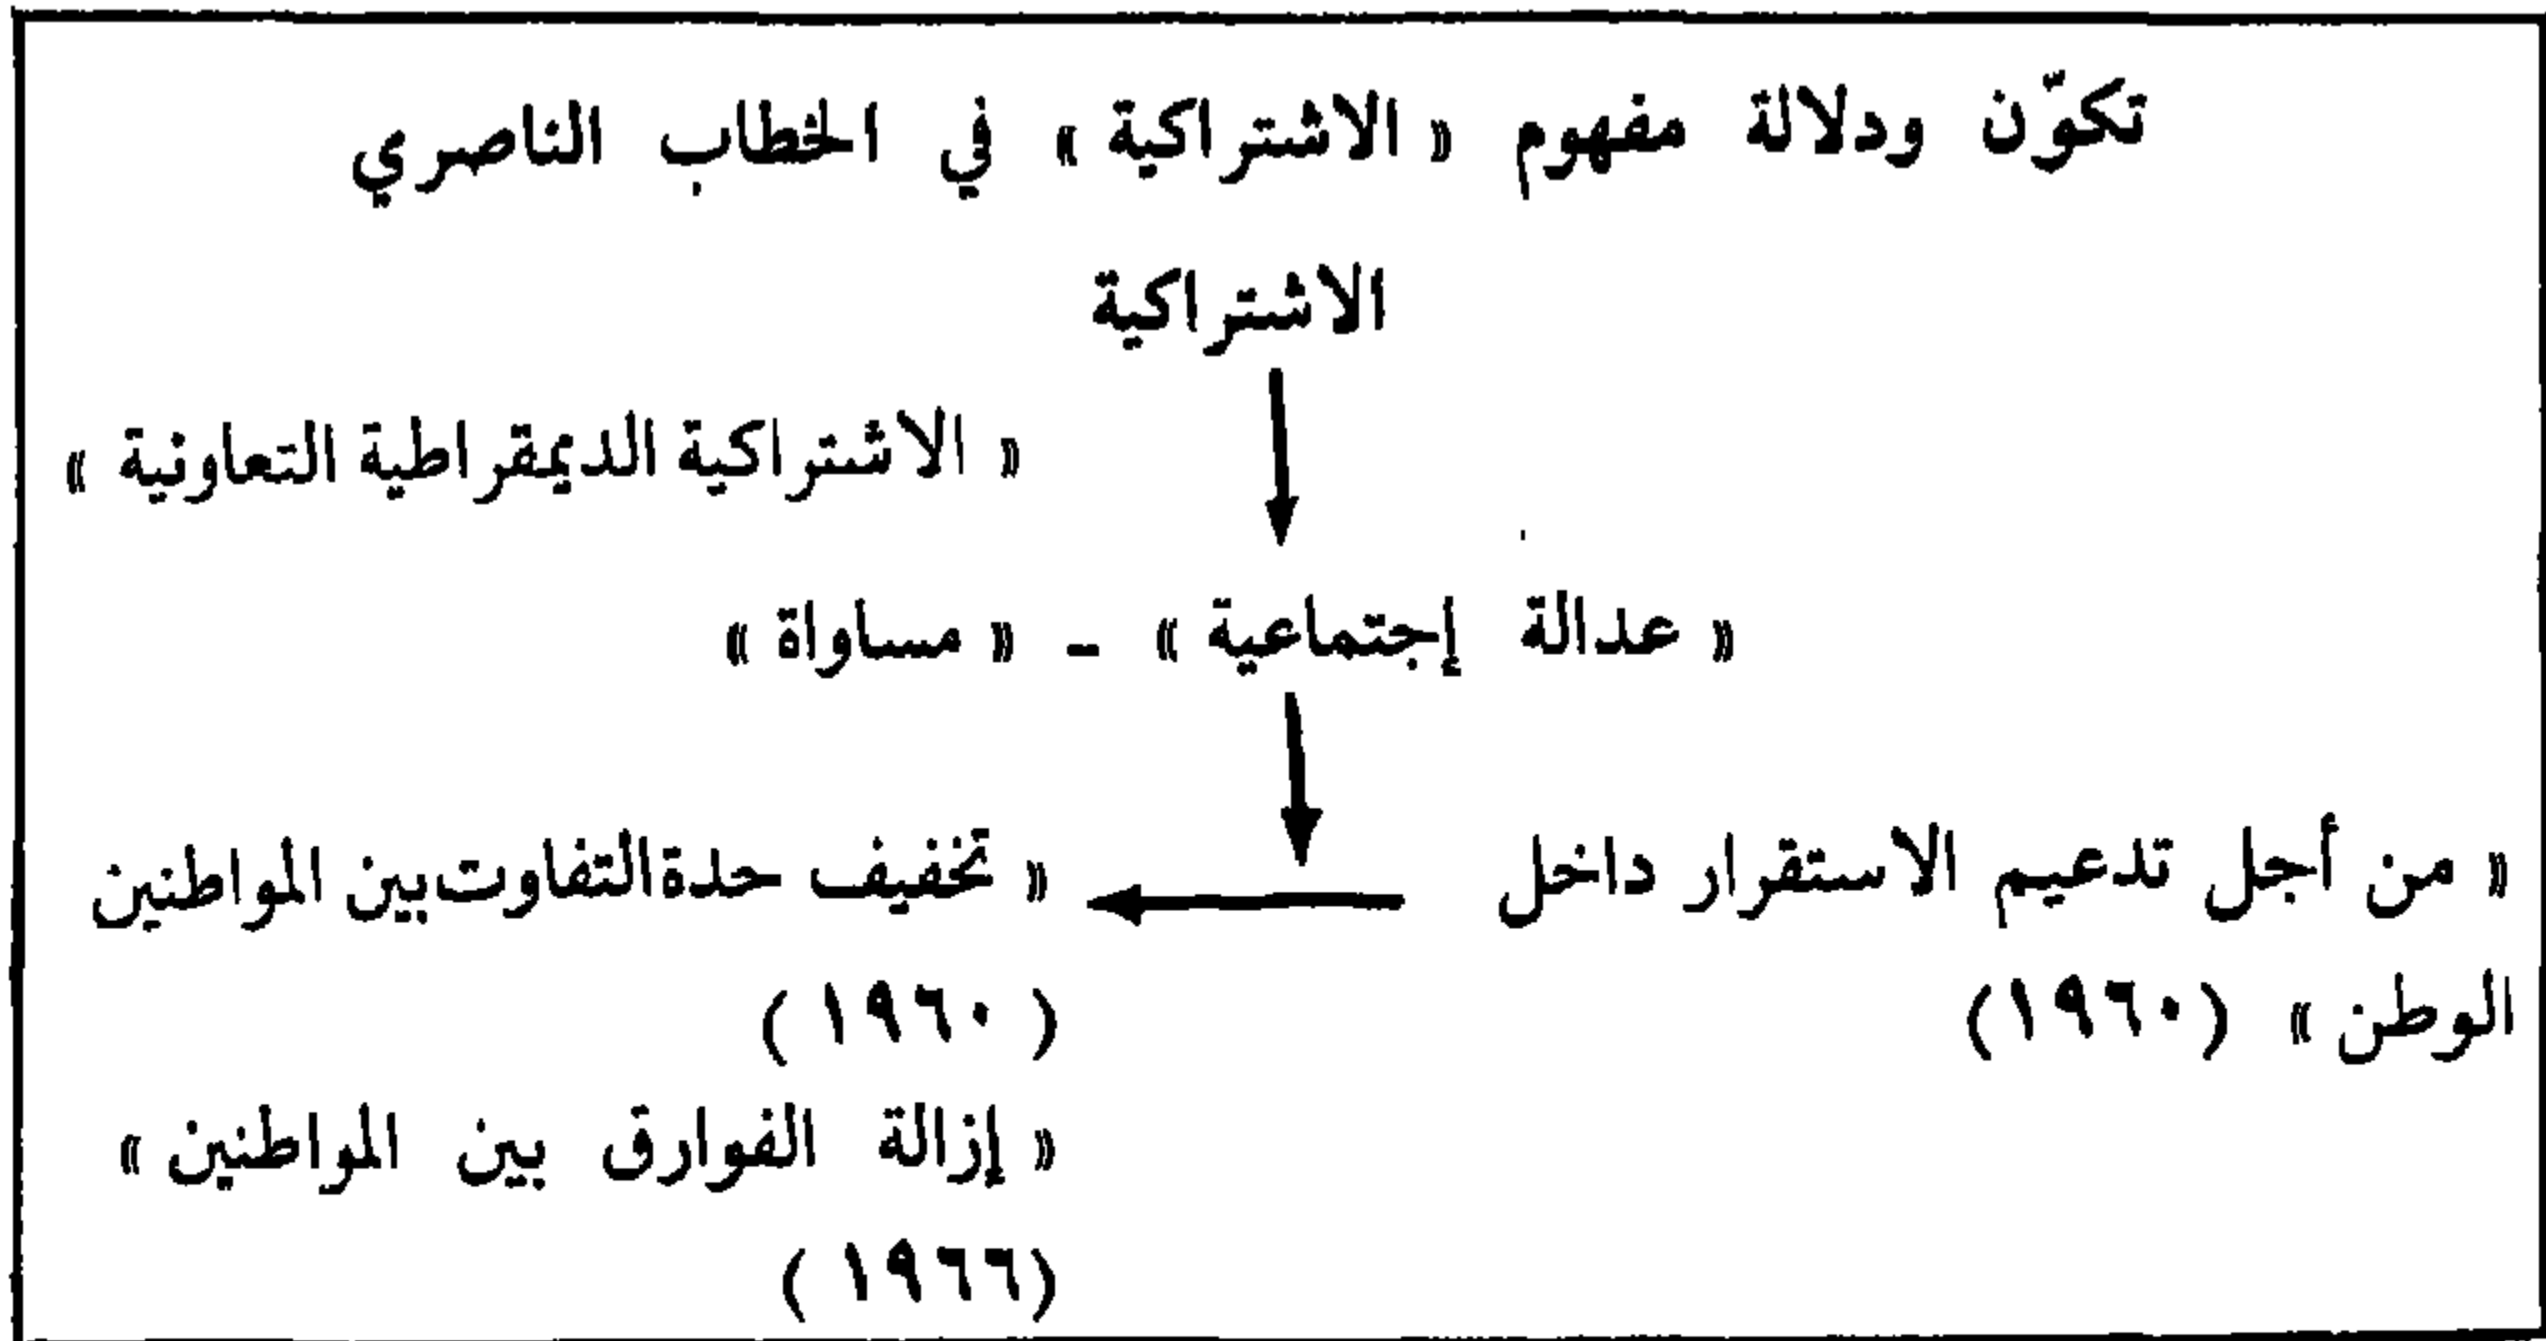 تكوّن ودلالة مفهوم « الاشتراكية » في الخطاب الناصري
الاشتراكية
« الاشتراكية الديمقراطية التعاونية »
« عدالة إجتماعية » - « مساواة »
« من أجل تدعيم الاستقرار داخل
الوطن » (١٩٦٠)
« تخفيف حدة التفاوت بين المواطنين
( ١٩٦٠ )
« إزالة الفوارق بين المواطنين »
(١٩٦٦ )